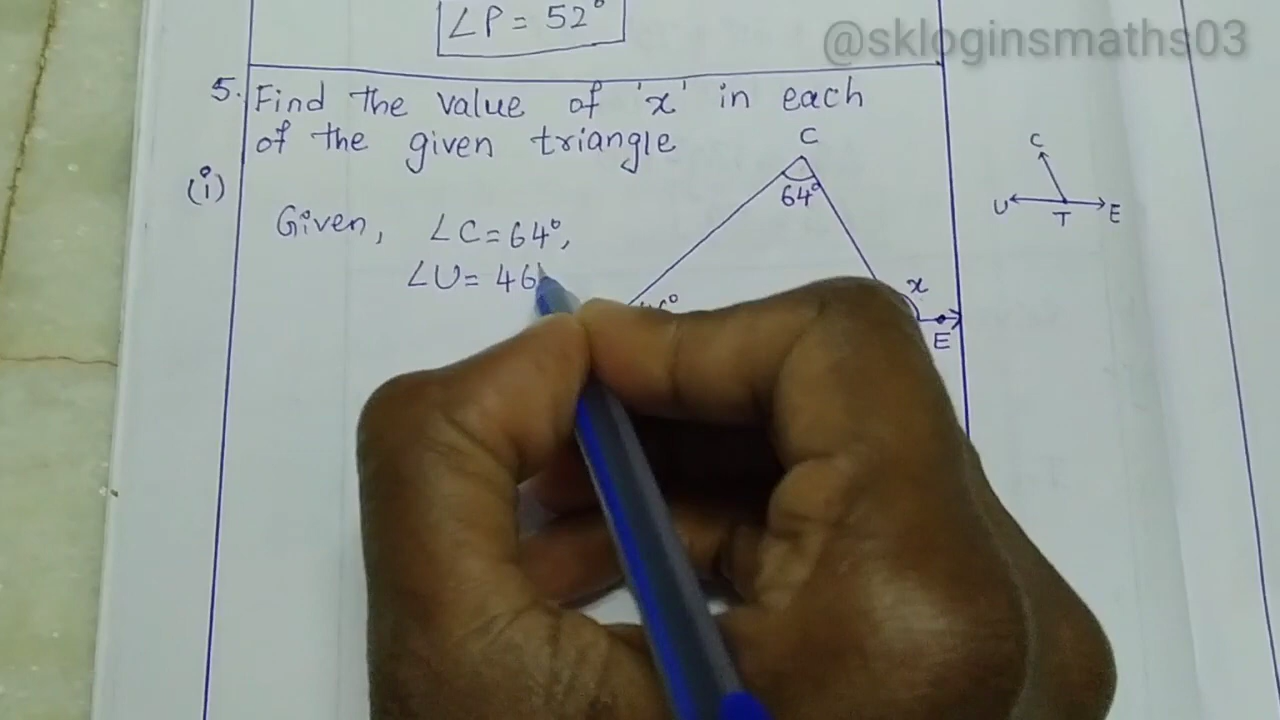 ∠P = 52°
@skloginsmaths03
5. Find the value of 'x' in each
of the given triangle
(i)
Given, ∠C = 64°,
∠U = 46
C
64°
x
E
C
U
T
E